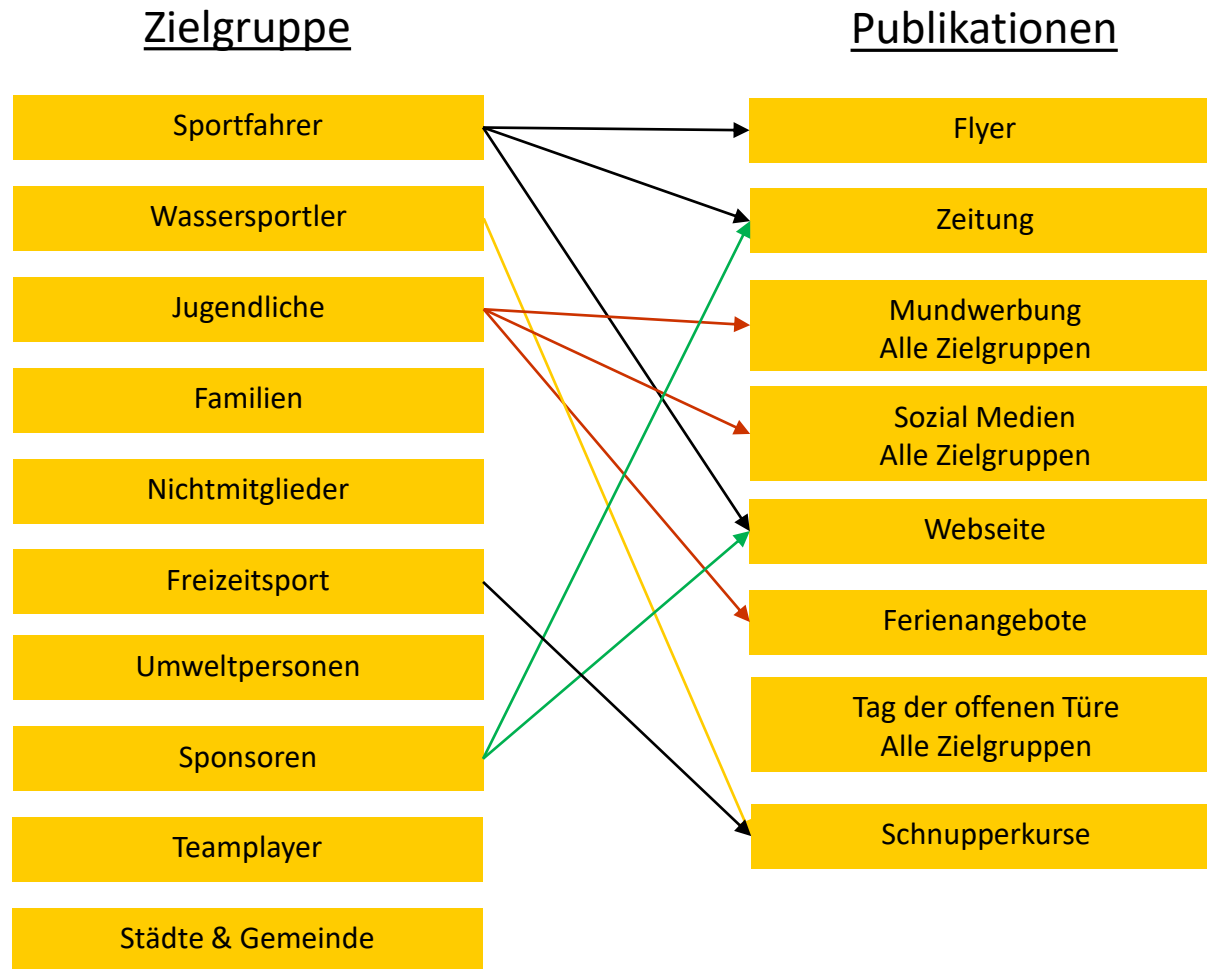 Zielgruppe
Sportfahrer
Wassersportler
Jugendliche
Familien
Nichtmitglieder
Freizeitsport
Umweltpersonen
Sponsoren
Teamplayer
Städte & Gemeinde
Publikationen
Flyer
Zeitung
Mundwerbung
Alle Zielgruppen
Sozial Medien
Alle Zielgruppen
Webseite
Ferienangebote
Tag der offenen Türe
Alle Zielgruppen
Schnupperkurse